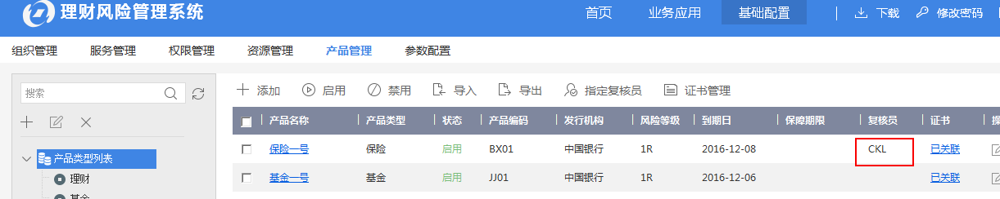 理财风险管理系统 首页 业务应用 基础配置 下载 修改密码
组织管理 服务管理 权限管理 资源管理 产品管理 参数配置
搜索 添加 启用 禁用 导入 导出 指定复核员 证书管理
产品名称 产品类型 状态 产品编码 发行机构 风险等级 到期日 保障期限 复核员 证书
产品类型列表 保险一号 保险 启用 BX01 中国银行 1R 2016-12-08 CKL 已关联
理财 基金一号 基金 启用 JJ01 中国银行 1R 2016-12-06 已关联
基金